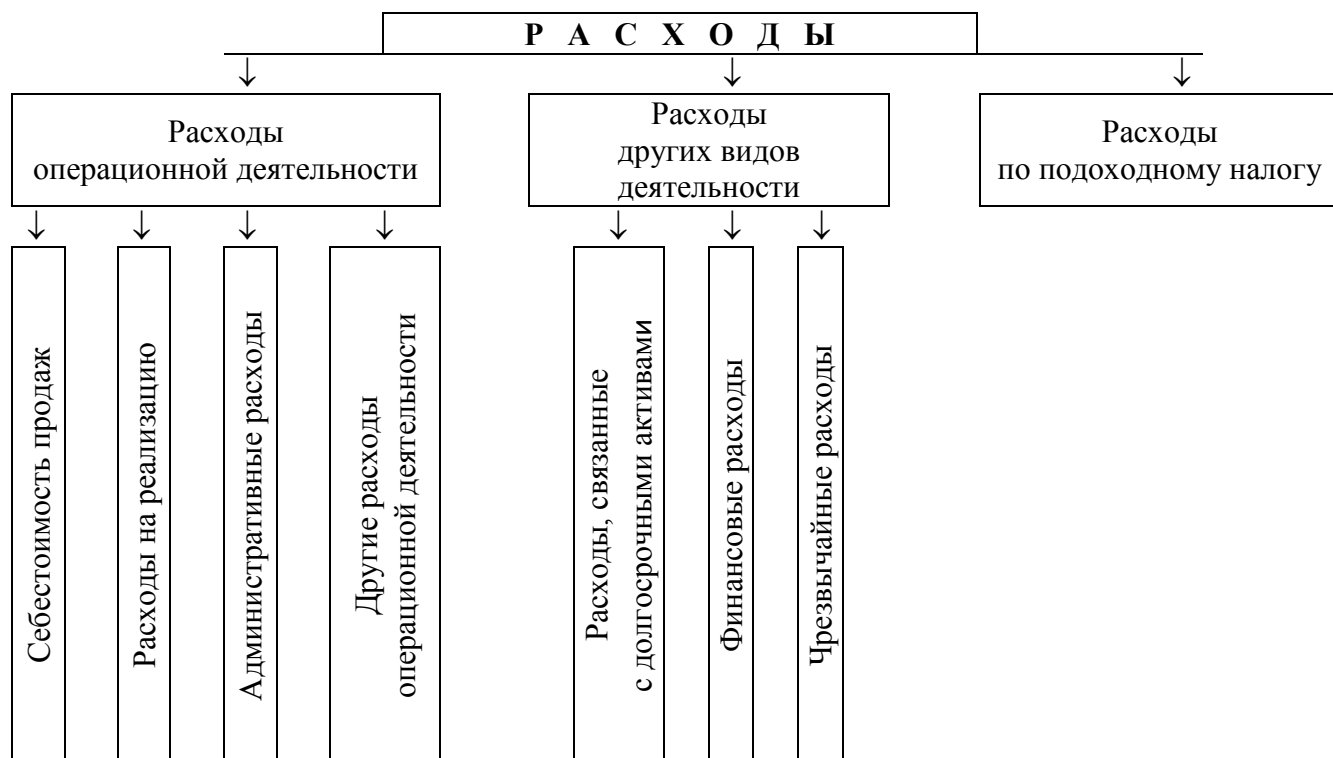 Р А С Х О Д Ы
Расходы
операционной деятельности
Расходы
других видов
деятельности
Расходы
по подоходному налогу
Себестоимость продаж
Расходы на реализацию
Административные расходы
Другие расходы
операционной деятельности
Расходы, связанные
с долгосрочными активами
Финансовые расходы
Чрезвычайные расходы